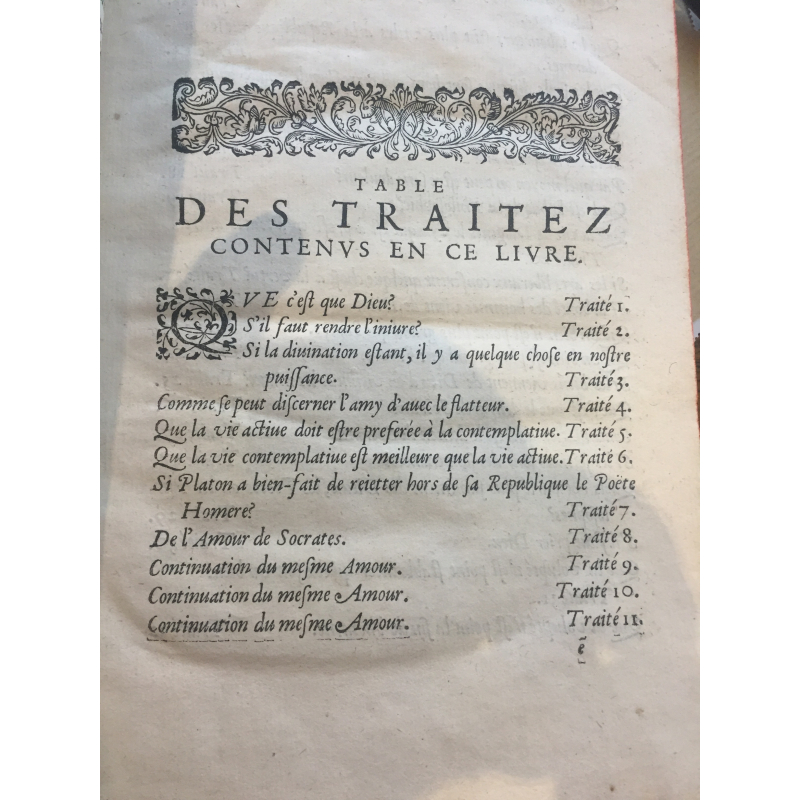 TABLE
DES TRAITEZ
CONTENVS EN CE LIVRE.
QVE c'eſt que Dieu? Traité 1.
S'il faut rendre l'iniure? Traité 2.
Si la diuination eſtant, il y a quelque choſe en noſtre
puiſſance. Traité 3.
Comme ſe peut diſcerner l'amy d'auec le flatteur. Traité 4.
Que la vie actiue doit eſtre preferée à la contemplatiue. Traité 5.
Que la vie contemplatiue eſt meilleure que la vie actiue. Traité 6.
Si Platon a bien-fait de reietter hors de ſa Republique le Poëte
Homere? Traité 7.
De l'Amour de Socrates. Traité 8.
Continuation du meſme Amour. Traité 9.
Continuation du meſme Amour. Traité 10.
Continuation du meſme Amour. Traité 11.
ẽ